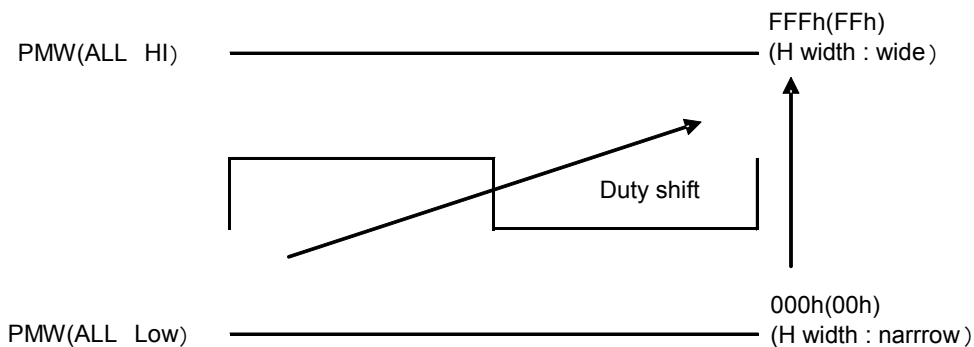 FFFh(FFh)
PMW(ALL HI)
(H width : wide)
Duty shift
000h(00h)
PMW(ALL Low)
(H width : narrrow)